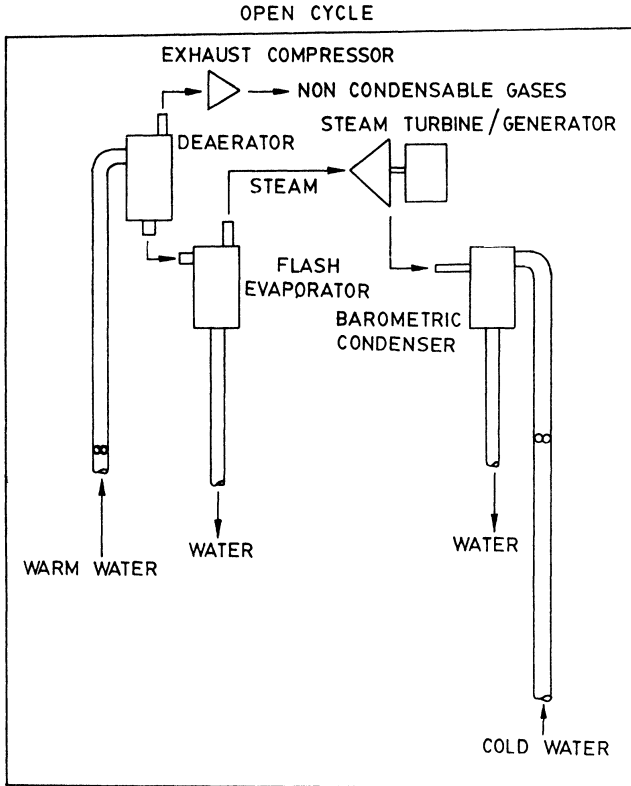 OPEN CYCLE
EXHAUST COMPRESSOR
NON CONDENSABLE GASES
STEAM TURBINE/GENERATOR
DEAERATOR
STEAM
FLASH
EVAPORATOR
BAROMETRIC
CONDENSER
WATER
WATER
WARM WATER
COLD WATER